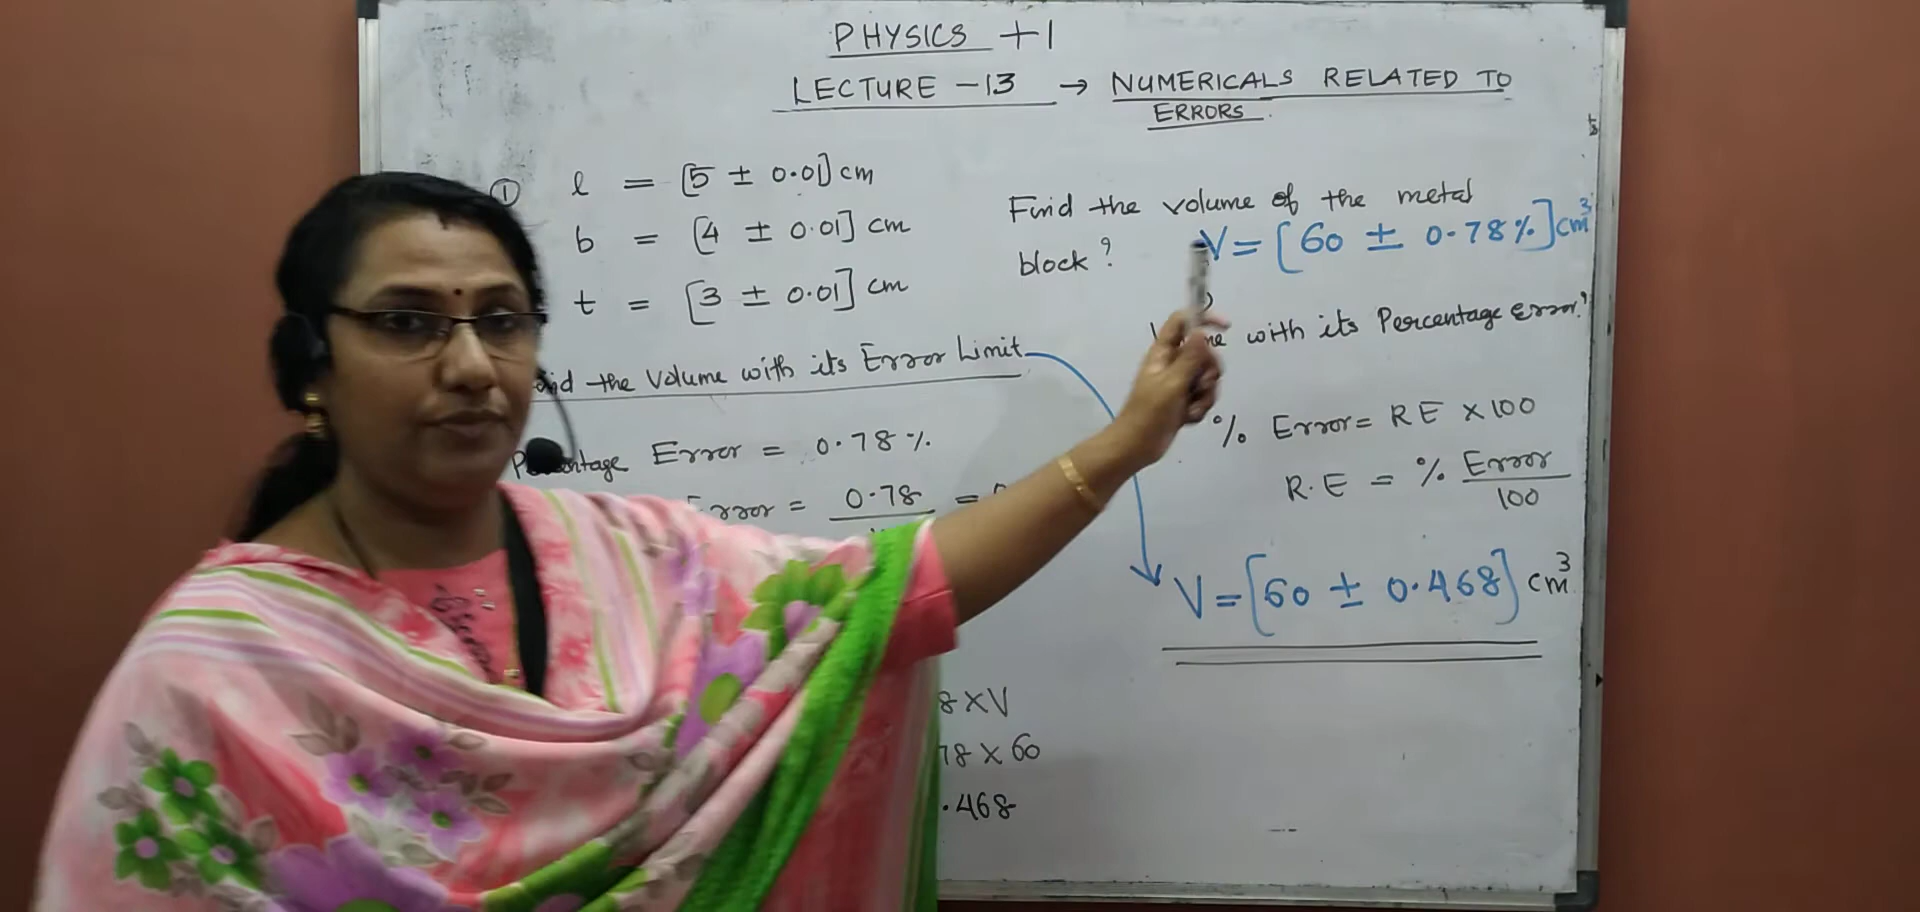 PHYSICS +1
LECTURE -13 → NUMERICALS RELATED TO
ERRORS.
① l = [5 ± 0.01] cm
b = [4 ± 0.01] cm
t = [3 ± 0.01] cm
the Volume with its Error Limit
Error = 0.78%
0.78 =
8 X V
78 X 60
.468
Find the volume of the metal
block? V = [60 ± 0.78%] cm³
with its Percentage Error?
% Error = RE X 100
R.E = % Error
100
V = [60 ± 0.468] cm³